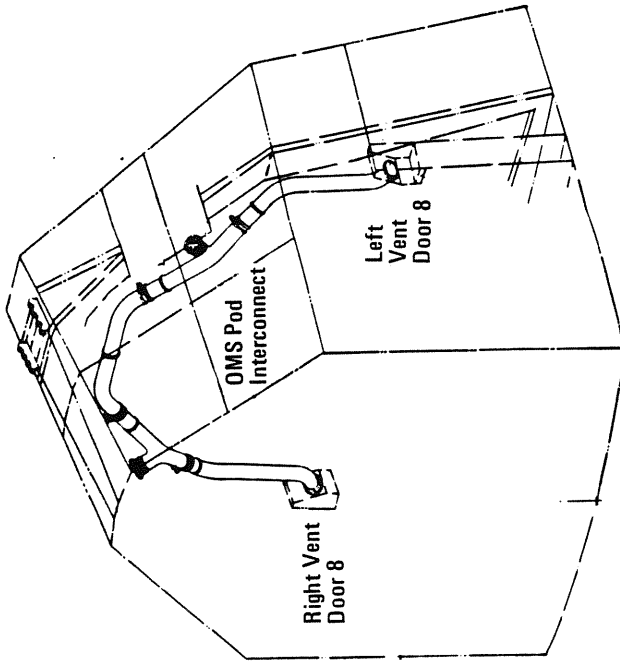 OMS Pod
Interconnect
Left
Vent
Door 8
Right Vent
Door 8